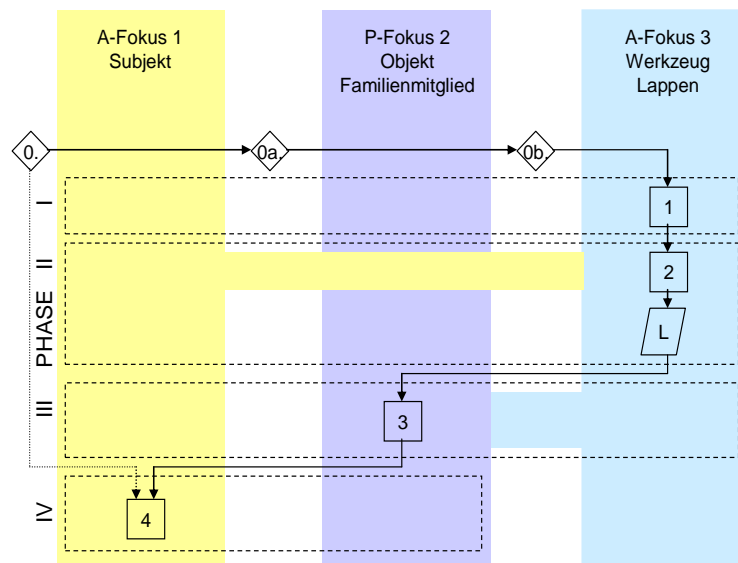 A-Fokus 1
Subjekt
P-Fokus 2
Objekt
Familienmitglied
A-Fokus 3
Werkzeug
Lappen
0.
0a.
0b.
I
1
PHASE II
2
L
III
3
IV
4